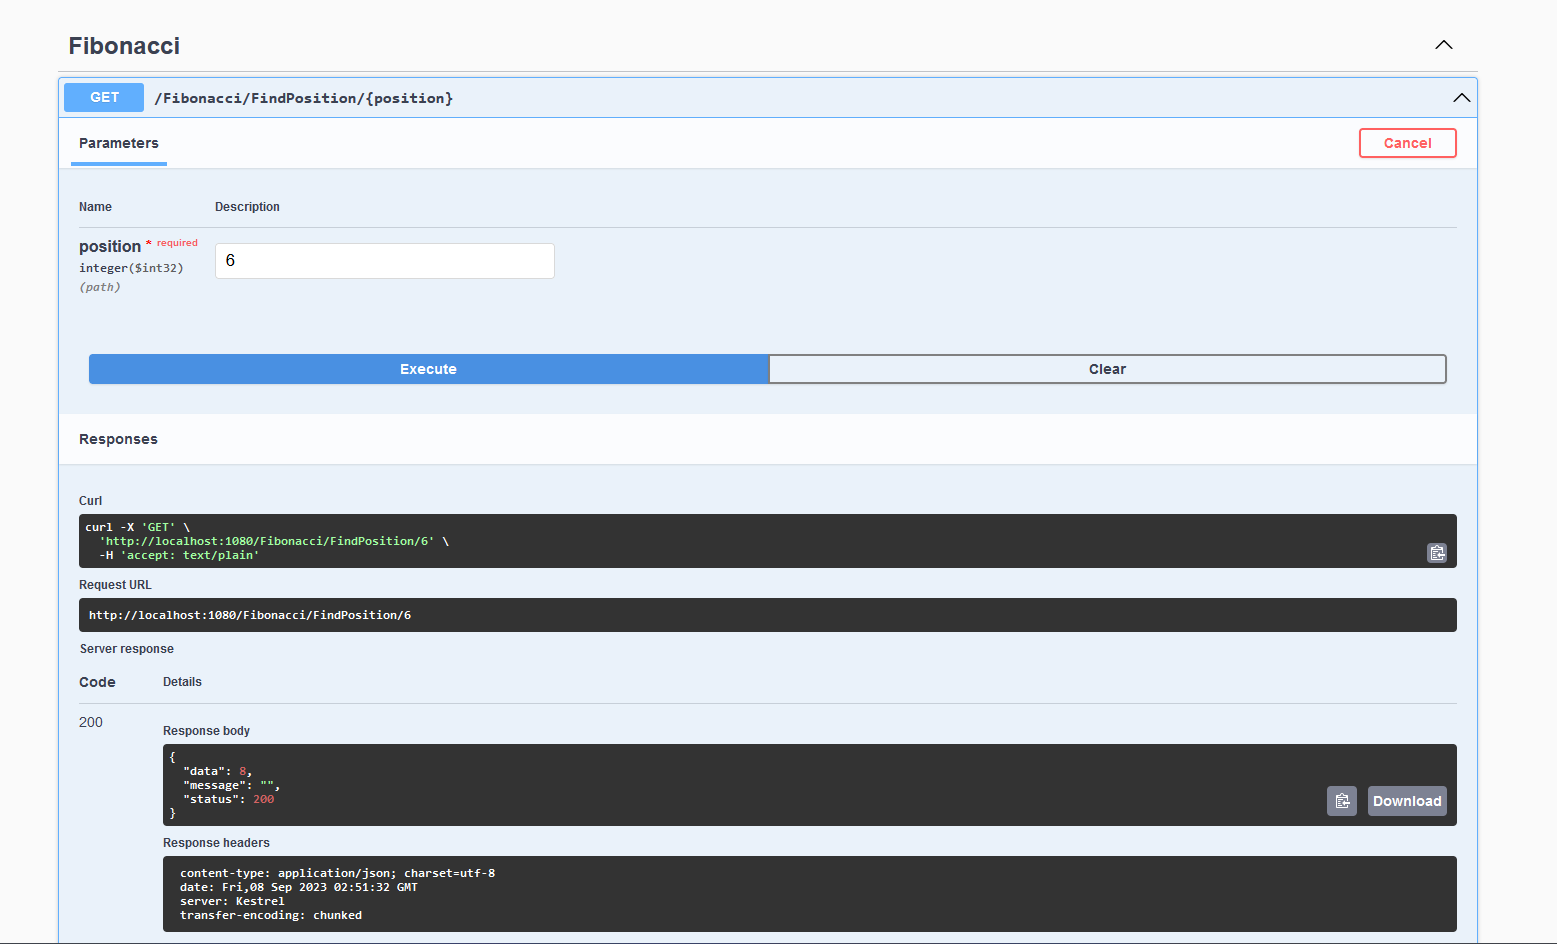 Fibonacci
GET /Fibonacci/FindPosition/{position}
Parameters
Cancel
Name Description
position * required
6
integer($int32)
(path)
Execute Clear
Responses
Curl
curl -X 'GET' \
  'http://localhost:1080/Fibonacci/FindPosition/6' \
  -H 'accept: text/plain'
Request URL
http://localhost:1080/Fibonacci/FindPosition/6
Server response
Code Details
200
Response body
{
  "data": 8,
  "message": "",
  "status": 200
}
Download
Response headers
content-type: application/json; charset=utf-8
date: Fri,08 Sep 2023 02:51:32 GMT
server: Kestrel
transfer-encoding: chunked